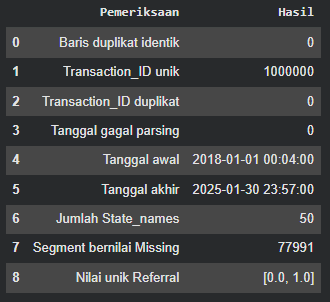 Pemeriksaan Hasil
0 Baris duplikat identik 0
1 Transaction_ID unik 1000000
2 Transaction_ID duplikat 0
3 Tanggal gagal parsing 0
4 Tanggal awal 2018-01-01 00:04:00
5 Tanggal akhir 2025-01-30 23:57:00
6 Jumlah State_names 50
7 Segment bernilai Missing 77991
8 Nilai unik Referral [0.0, 1.0]